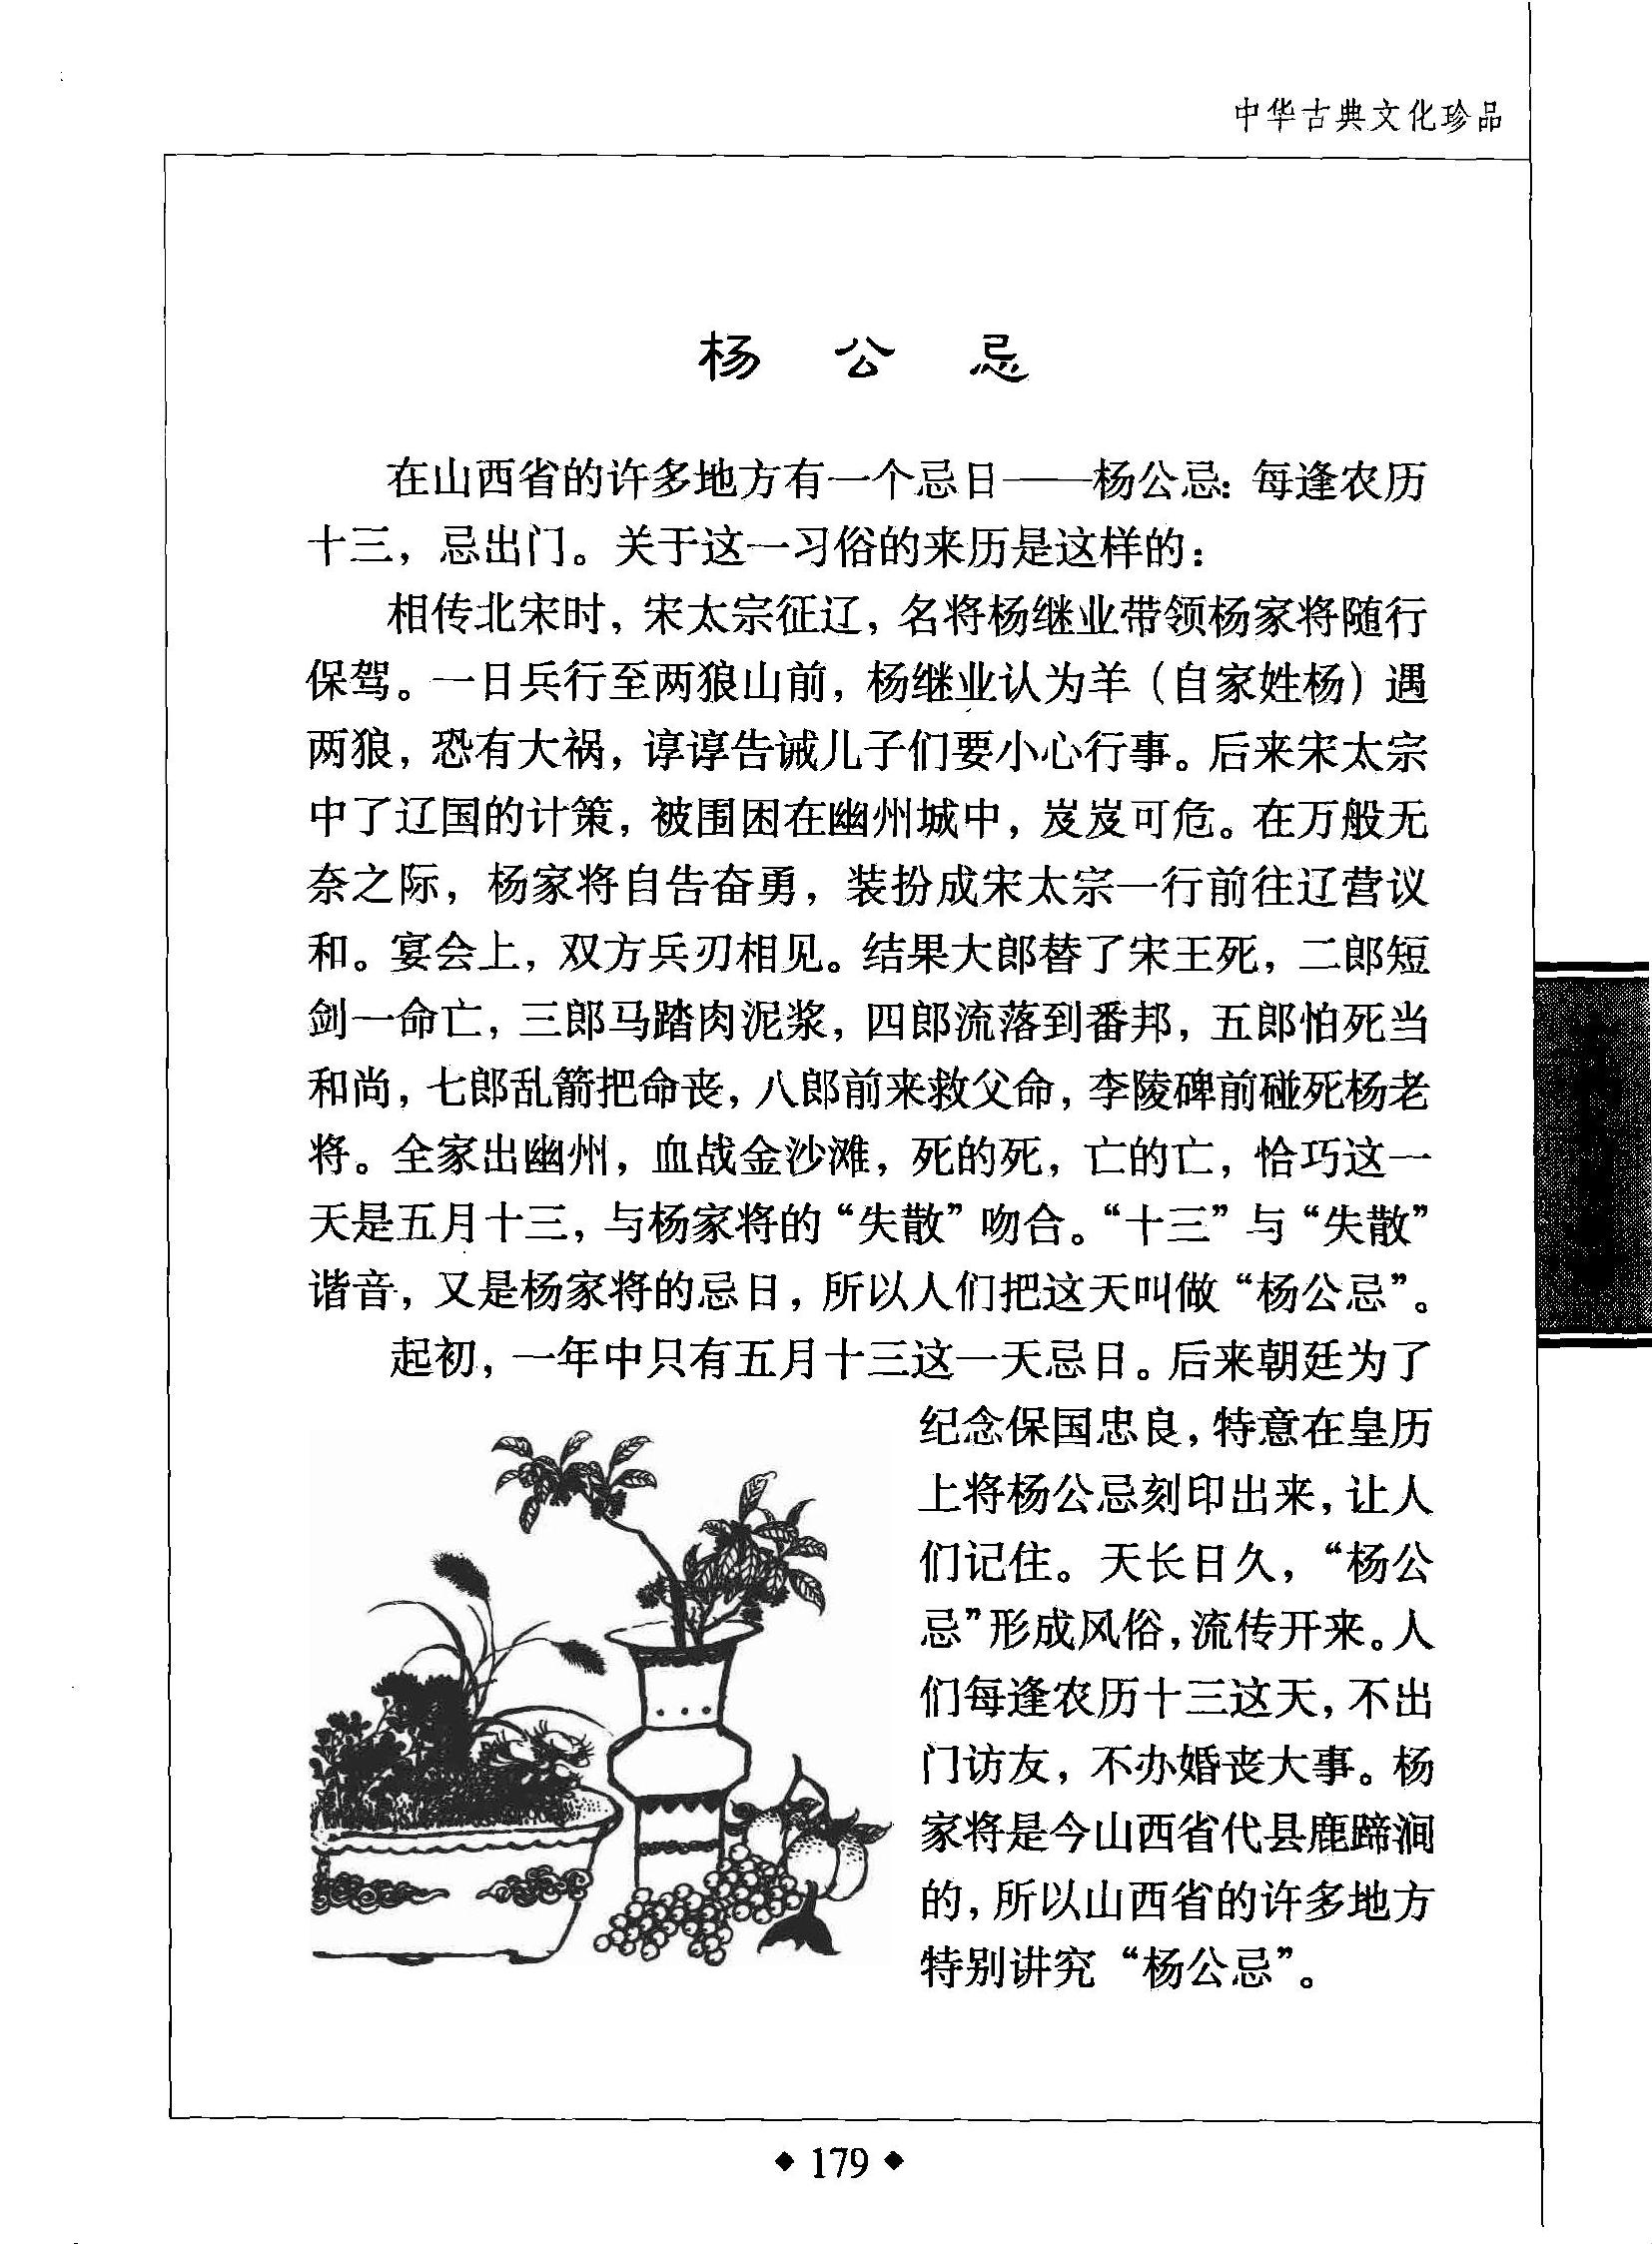 中华古典文化珍品
杨公忌
在山西省的许多地方有一个忌日——杨公忌：每逢农历
十三，忌出门。关于这一习俗的来历是这样的：
相传北宋时，宋太宗征辽，名将杨继业带领杨家将随行
保驾。一日兵行至两狼山前，杨继业认为羊（自家姓杨）遇
两狼，恐有大祸，谆谆告诫儿子们要小心行事。后来宋太宗
中了辽国的计策，被围困在幽州城中，岌岌可危。在万般无
奈之际，杨家将自告奋勇，装扮成宋太宗一行前往辽营议
和。宴会上，双方兵刃相见。结果大郎替了宋王死，二郎短
剑一命亡，三郎马踏肉泥浆，四郎流落到番邦，五郎怕死当
和尚，七郎乱箭把命丧，八郎前来救父命，李陵碑前碰死杨老
将。全家出幽州，血战金沙滩，死的死，亡的亡，恰巧这一
天是五月十三，与杨家将的“失散”吻合。“十三”与“失散”
谐音，又是杨家将的忌日，所以人们把这天叫做“杨公忌”。
起初，一年中只有五月十三这一天忌日。后来朝廷为了
纪念保国忠良，特意在皇历
上将杨公忌刻印出来，让人
们记住。天长日久，“杨公
忌”形成风俗，流传开来。人
们每逢农历十三这天，不出
门访友，不办婚丧大事。杨
家将是今山西省代县鹿蹄涧
的，所以山西省的许多地方
特别讲究“杨公忌”。
◆ 179 ◆